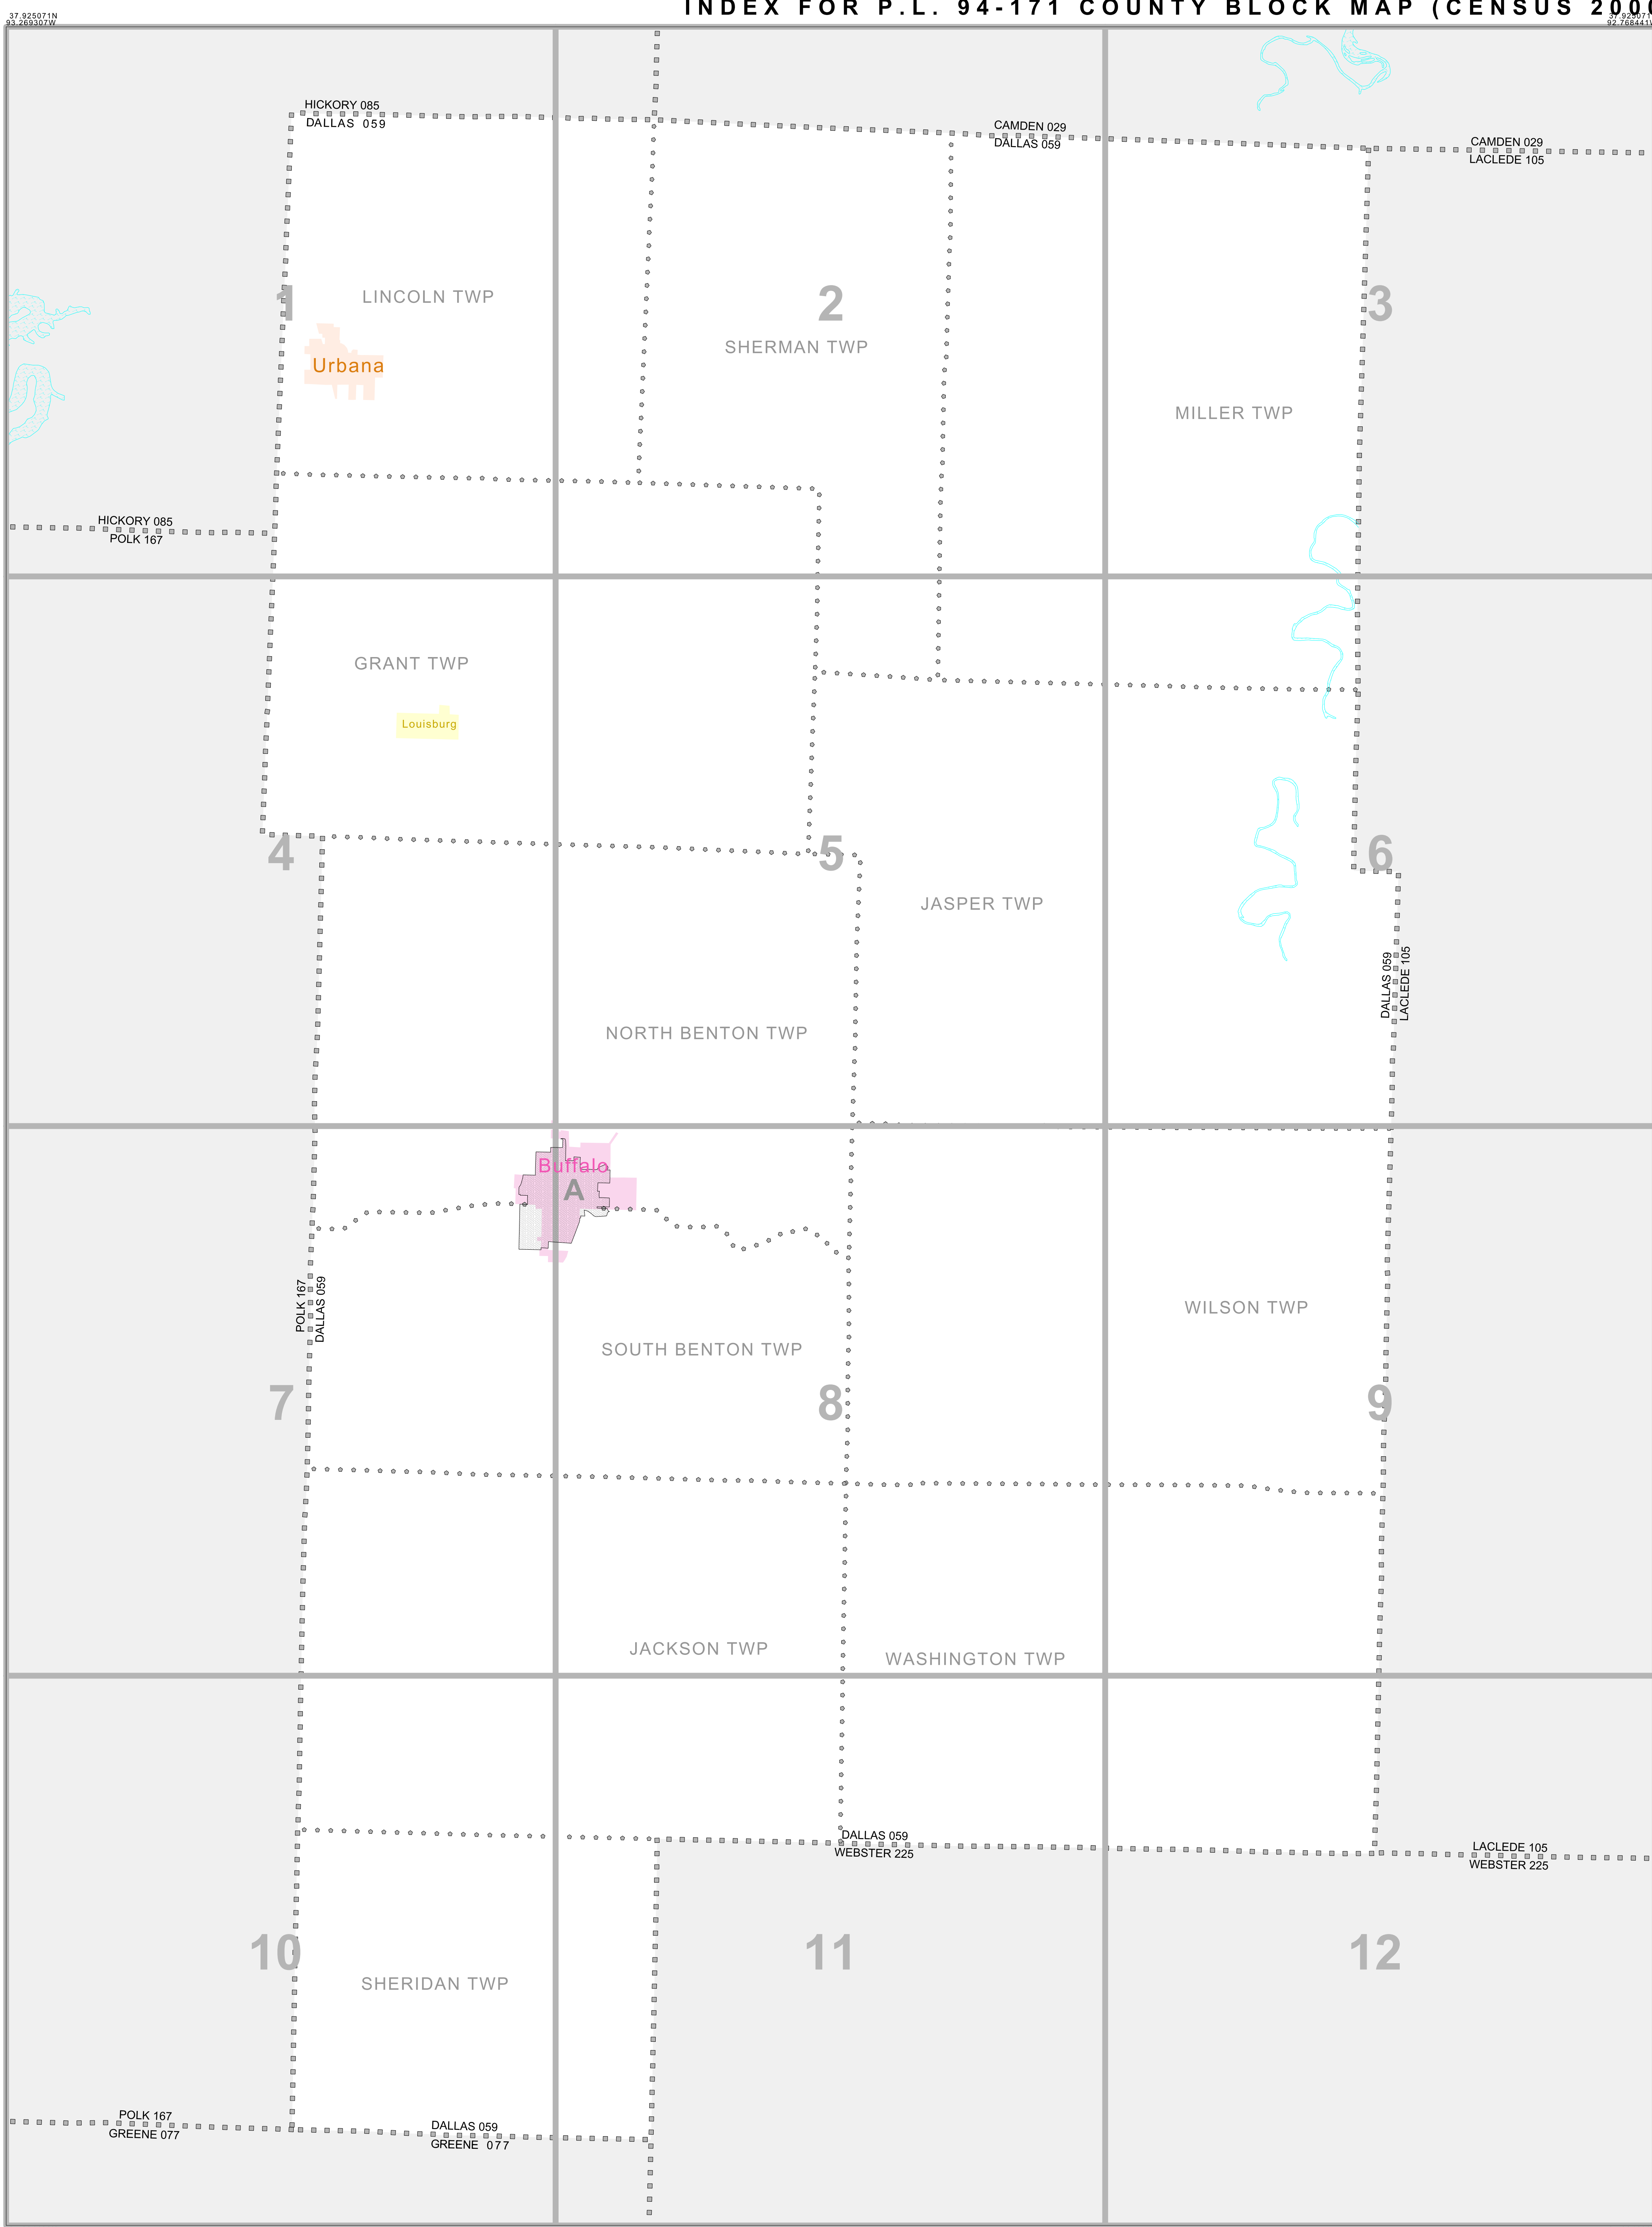 INDEX FOR P.L. 94-171 COUNTY BLOCK MAP (CENSUS 2000
37.925071N
93.269307W
92.768441W
HICKORY 085
DALLAS 059
CAMDEN 029
DALLAS 059
CAMDEN 029
LACLEDE 105
1
LINCOLN TWP
2
3
SHERMAN TWP
Urbana
MILLER TWP
HICKORY 085
POLK 167
GRANT TWP
Louisburg
4
5
6
JASPER TWP
DALLAS 059
LACLEDE 105
NORTH BENTON TWP
Buffalo
A
POLK 167
DALLAS 059
WILSON TWP
SOUTH BENTON TWP
7
8
9
JACKSON TWP
WASHINGTON TWP
DALLAS 059
WEBSTER 225
LACLEDE 105
WEBSTER 225
10
11
12
SHERIDAN TWP
POLK 167
GREENE 077
DALLAS 059
GREENE 077